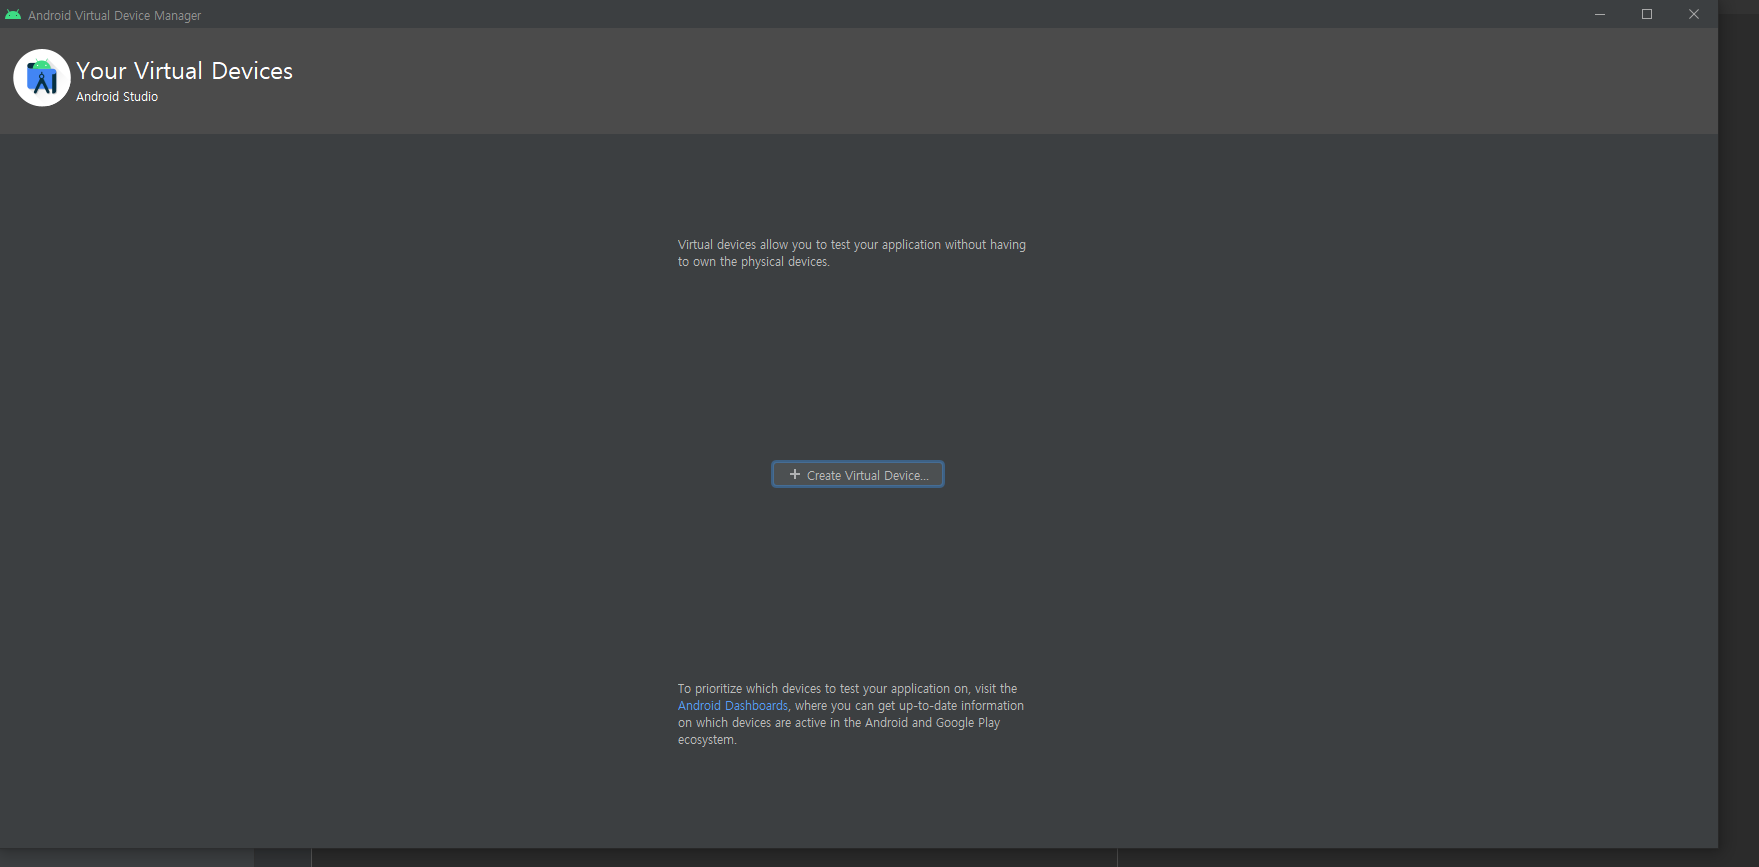 Android Virtual Device Manager
Your Virtual Devices
Android Studio
Virtual devices allow you to test your application without having
to own the physical devices.
Create Virtual Device...
To prioritize which devices to test your application on, visit the
Android Dashboards, where you can get up-to-date information
on which devices are active in the Android and Google Play
ecosystem.